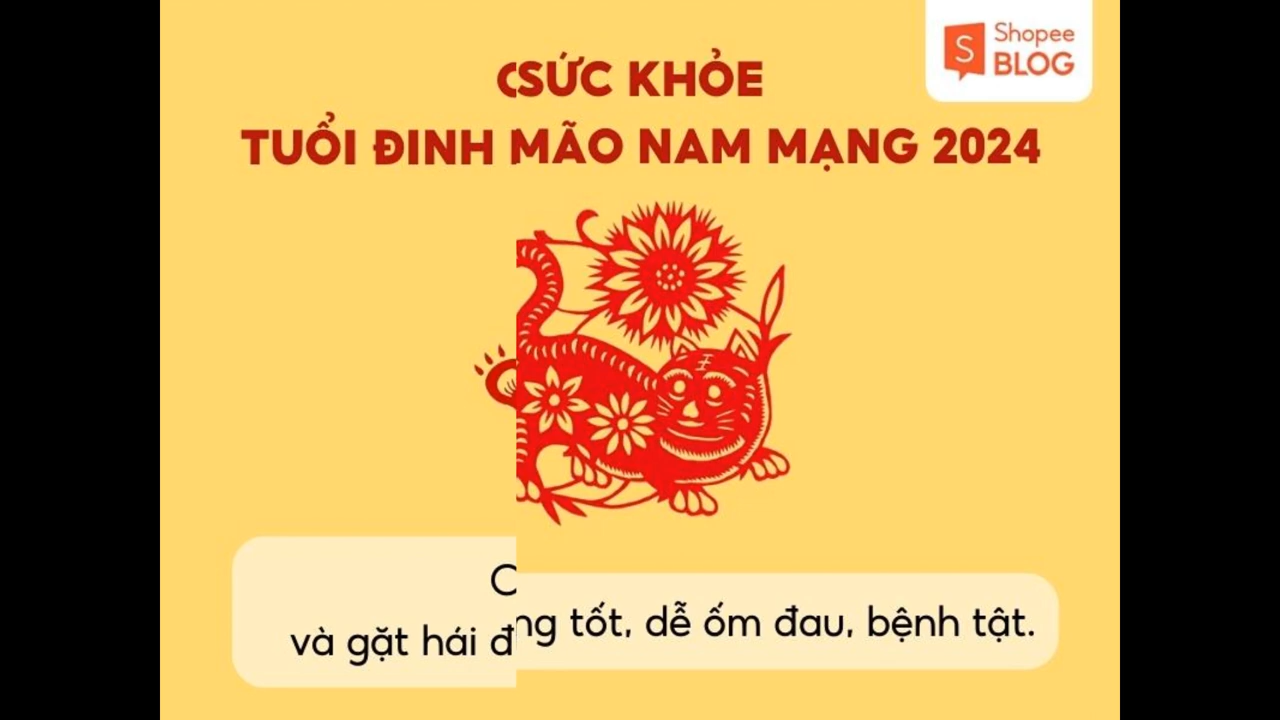 Shopee
BLOG
SỨC KHỎE
TUỔI ĐINH MÃO NAM MẠNG 2024
và gặt hái
tốt, dễ ốm đau, bệnh tật.